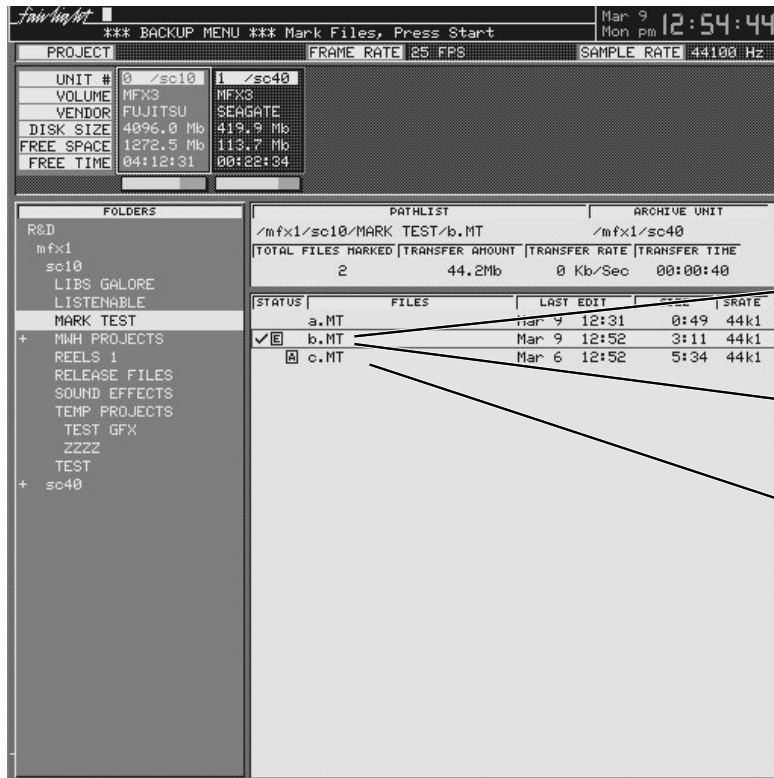 fairlight
*** BACKUP MENU *** Mark Files, Press Start
Mar 9
Mon pm
12:54:44
PROJECT
FRAME RATE 25 FPS
SAMPLE RATE 44100 Hz
UNIT # 0 /sc10 1 /sc40
VOLUME MFX3 MFX3
VENDOR FUJITSU SEAGATE
DISK SIZE 4096.0 Mb 419.9 Mb
FREE SPACE 1272.5 Mb 113.7 Mb
FREE TIME 04:12:31 00:22:34
FOLDERS
R&D
mfx1
sc10
LIBS GALORE
LISTENABLE
MARK TEST
+ MWH PROJECTS
REELS 1
RELEASE FILES
SOUND EFFECTS
TEMP PROJECTS
TEST GFX
ZZZZ
TEST
+ sc40
PATHLIST ARCHIVE UNIT
/mfx1/sc10/MARK TEST/b.MT /mfx1/sc40
TOTAL FILES MARKED TRANSFER AMOUNT TRANSFER RATE TRANSFER TIME
2 44.2Mb 0 Kb/Sec 00:00:40
STATUS FILES LAST EDIT SIZE SRATE
a.MT Mar 9 12:31 0:49 44k1
✓ E b.MT Mar 9 12:52 3:11 44k1
A c.MT Mar 6 12:52 5:34 44k1